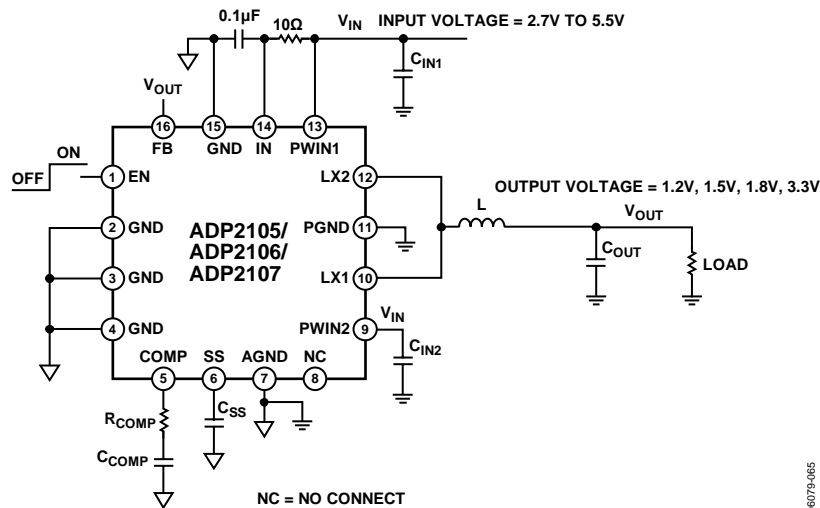 0.1µF
10Ω
VIN
INPUT VOLTAGE = 2.7V TO 5.5V
CIN1
VOUT
16
15
14
13
FB
GND
IN
PWIN1
ON
OFF
1
EN
LX2
12
OUTPUT VOLTAGE = 1.2V, 1.5V, 1.8V, 3.3V
L
VOUT
2
GND
ADP2105/
ADP2106/
ADP2107
PGND
11
COUT
LOAD
3
GND
LX1
10
VIN
4
GND
PWIN2
9
CIN2
COMP
SS
AGND
NC
5
6
7
8
RCOMP
CSS
CCOMP
NC = NO CONNECT
06079-065